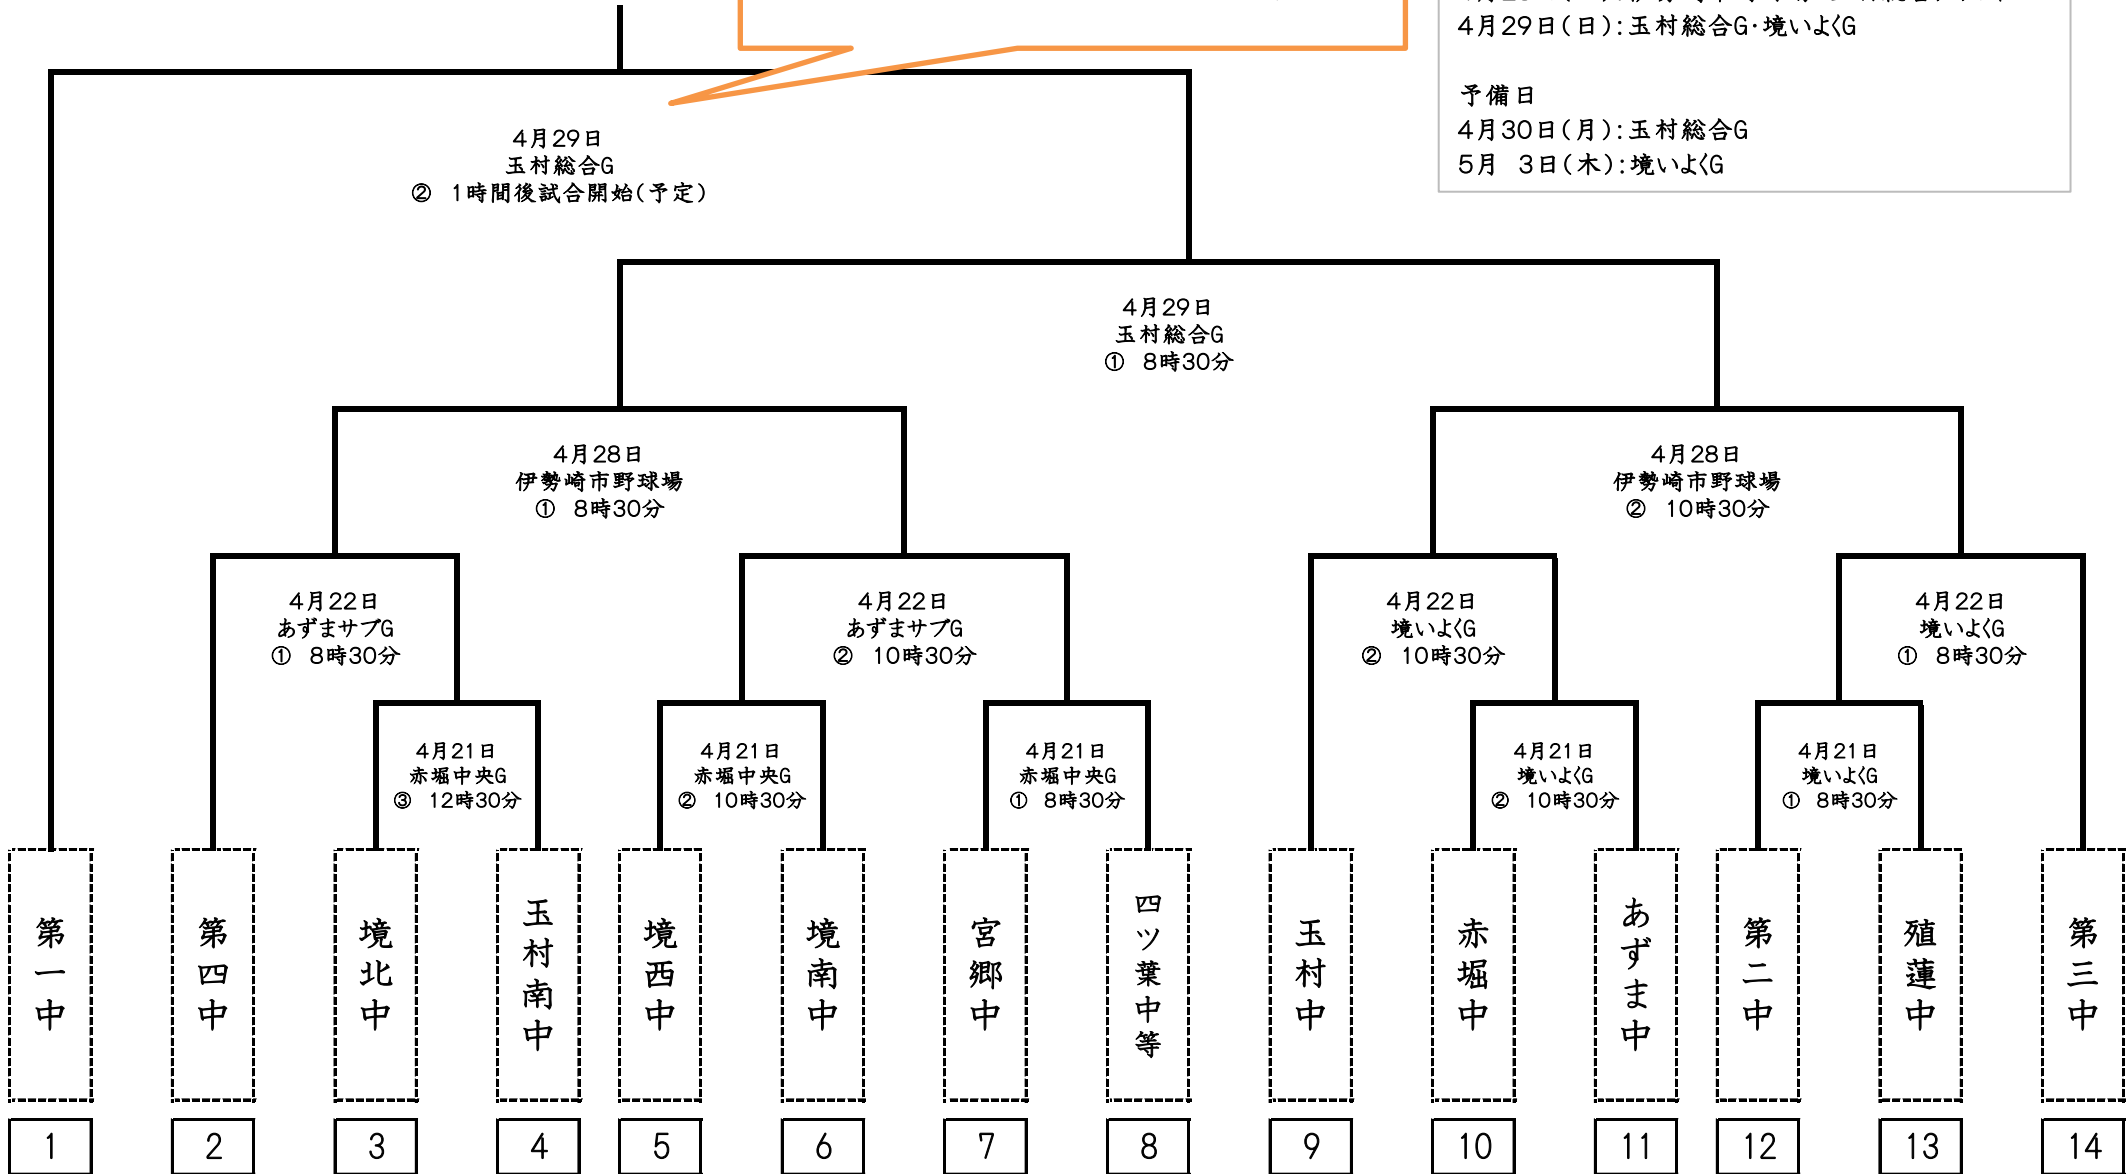 4月29日(日):玉村総合G・境いよくG
予備日
4月30日(月):玉村総合G
5月 3日(木):境いよくG
4月29日
玉村総合G
② 1時間後試合開始(予定)
4月29日
玉村総合G
① 8時30分
4月28日
伊勢崎市野球場
① 8時30分
4月28日
伊勢崎市野球場
② 10時30分
4月22日
あずまサブG
① 8時30分
4月22日
あずまサブG
② 10時30分
4月22日
境いよくG
② 10時30分
4月22日
境いよくG
① 8時30分
4月21日
赤堀中央G
③ 12時30分
4月21日
赤堀中央G
② 10時30分
4月21日
赤堀中央G
① 8時30分
4月21日
境いよくG
② 10時30分
4月21日
境いよくG
① 8時30分
第一中
第四中
境北中
玉村南中
境西中
境南中
宮郷中
四ツ葉中等
玉村中
赤堀中
あずま中
第二中
殖蓮中
第三中
1
2
3
4
5
6
7
8
9
10
11
12
13
14